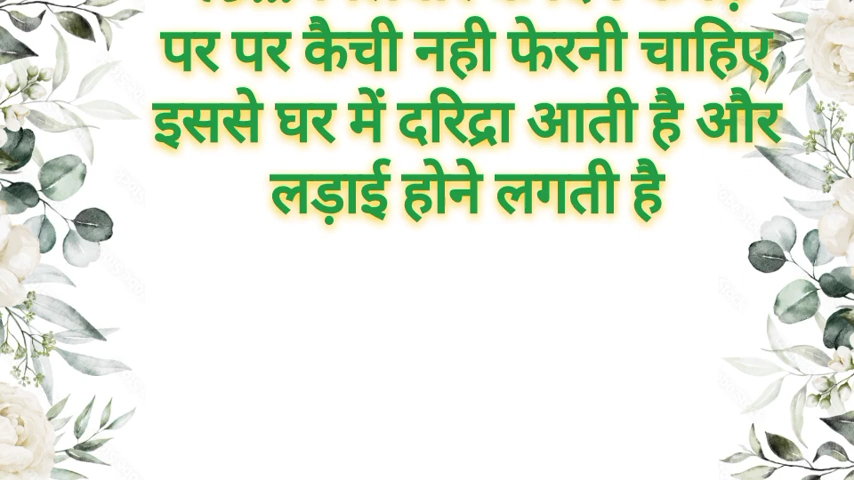 पर पर कैची नही फेरनी चाहिए
इससे घर में दरिद्रा आती है और
लड़ाई होने लगती है